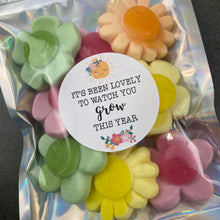 IT'S BEEN LOVELY
TO WATCH YOU
Grow
THIS YEAR